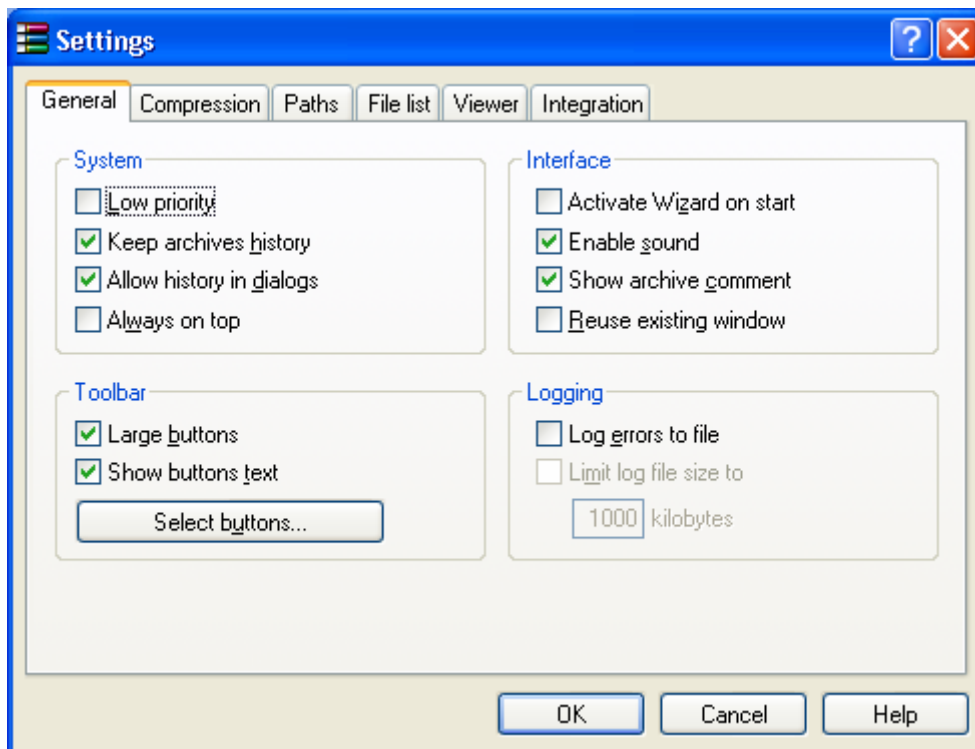 Settings
General
Compression
Paths
File list
Viewer
Integration
System
Low priority
Keep archives history
Allow history in dialogs
Always on top
Interface
Activate Wizard on start
Enable sound
Show archive comment
Reuse existing window
Toolbar
Large buttons
Show buttons text
Select buttons...
Logging
Log errors to file
Limit log file size to
1000 kilobytes
OK
Cancel
Help